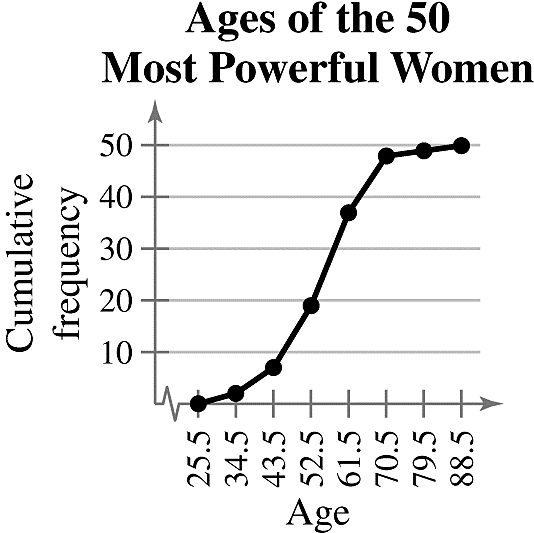 Ages of the 50
Most Powerful Women
Cumulative
frequency
50
40
30
20
10
25.5
34.5
43.5
52.5
61.5
70.5
79.5
88.5
Age